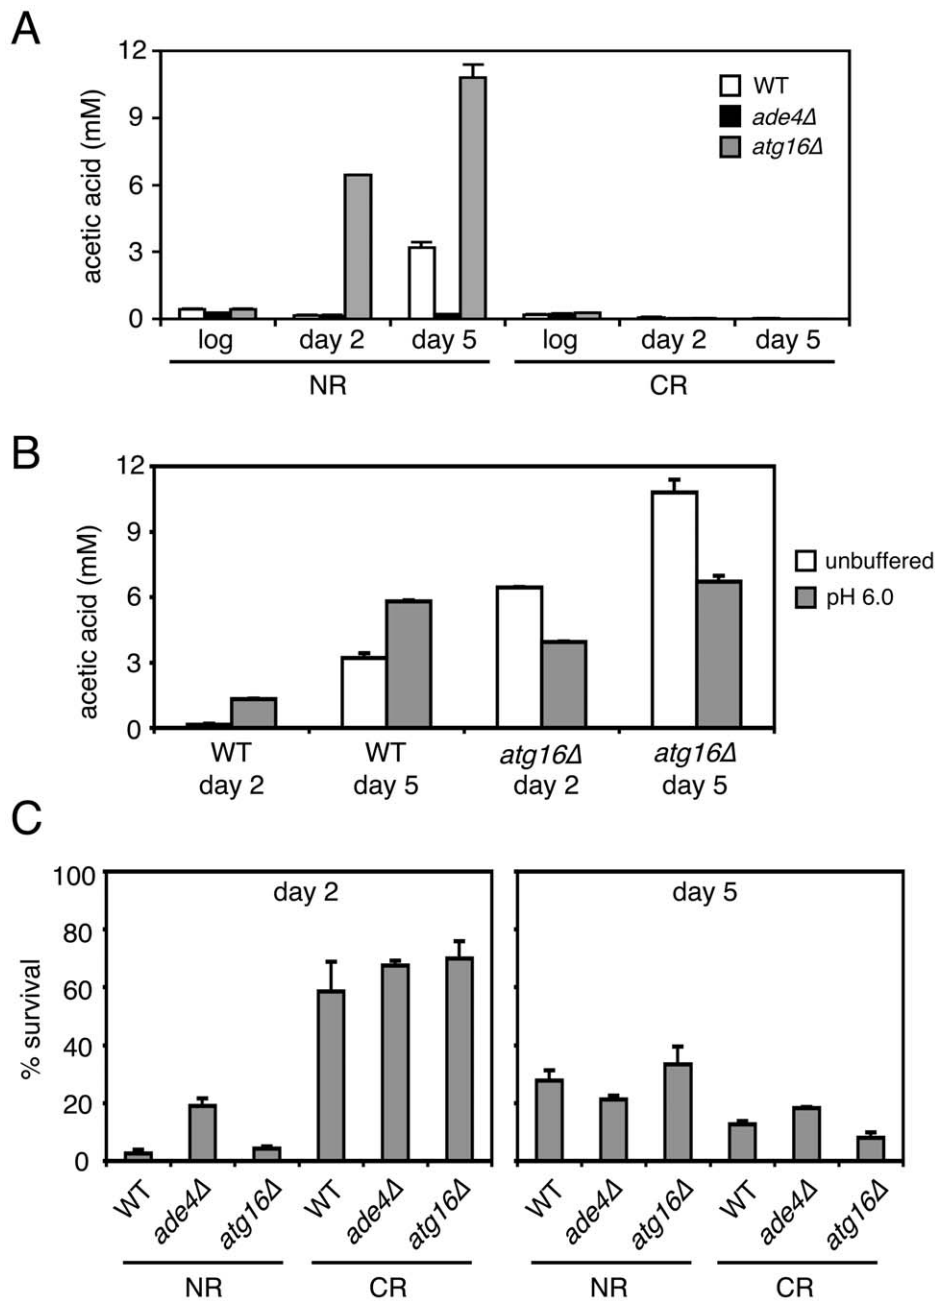 A
acetic acid (mM)
12
9
6
3
0
WT
ade4Δ
atg16Δ
log day 2 day 5 log day 2 day 5
NR CR
B
acetic acid (mM)
12
9
6
3
0
unbuffered
pH 6.0
WT WT atg16Δ atg16Δ
day 2 day 5 day 2 day 5
C
% survival
100
80
60
40
20
0
day 2 day 5
WT ade4Δ atg16Δ WT ade4Δ atg16Δ WT ade4Δ atg16Δ WT ade4Δ atg16Δ
NR CR NR CR